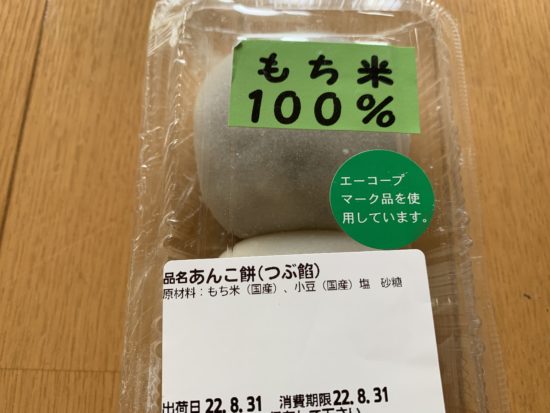 もち米
100%
エーコープ
マーク品を使
用しています。
品名あんこ餅(つぶ餡)
原材料:もち米(国産)、小豆(国産)塩 砂糖
出荷日 22.8.31 消費期限 22.8.31